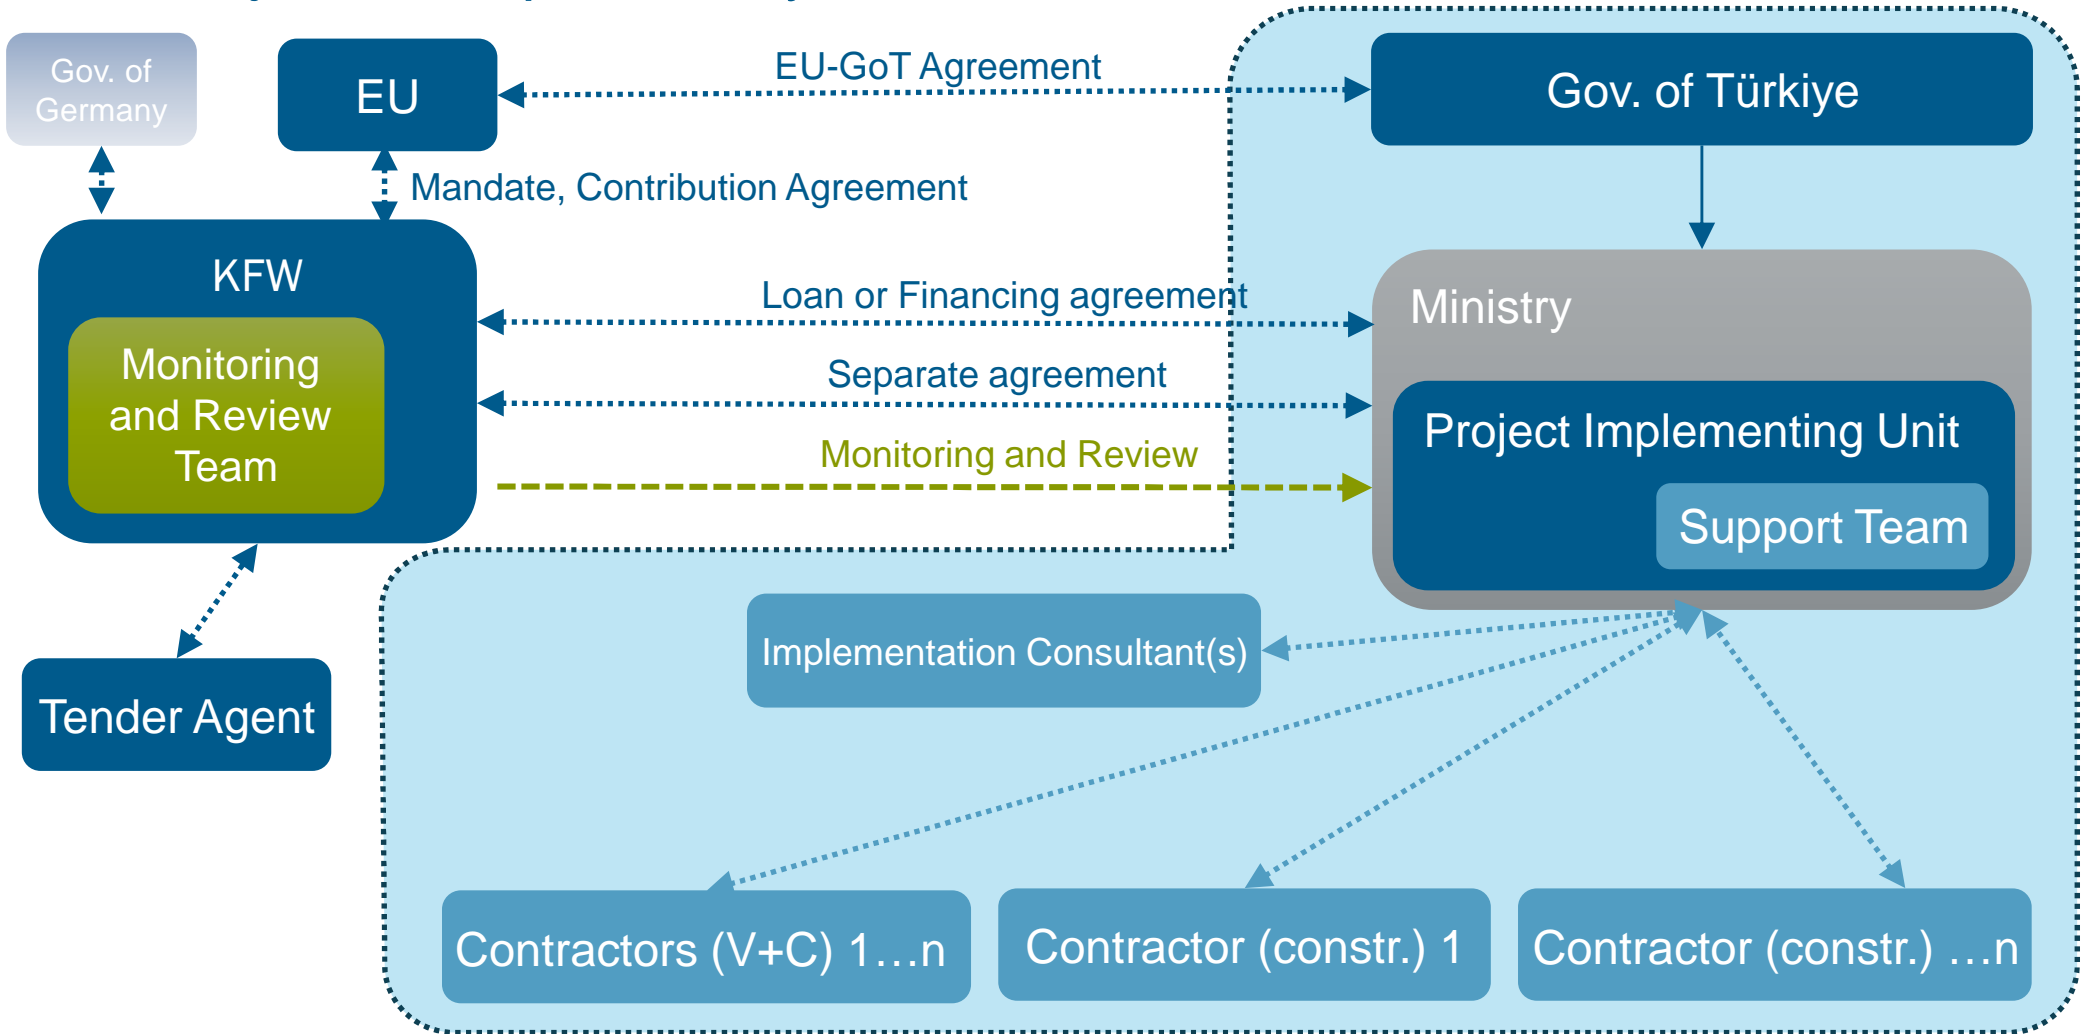 Gov. of
Germany
EU
EU-GoT Agreement
Gov. of Türkiye
Mandate, Contribution Agreement
KFW
Loan or Financing agreement
Ministry
Monitoring
and Review
Team
Separate agreement
Project Implementing Unit
Monitoring and Review
Support Team
Implementation Consultant(s)
Tender Agent
Contractors (V+C) 1…n
Contractor (constr.) 1
Contractor (constr.) …n